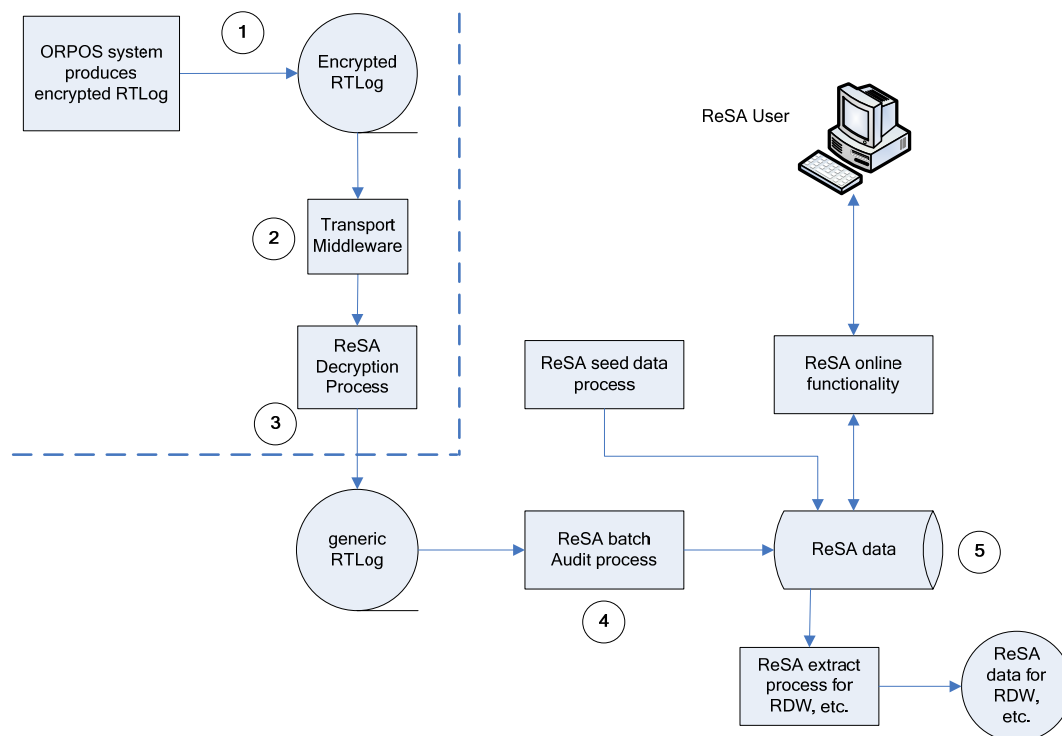 1
ORPOS system
produces
encrypted RTLog
Encrypted
RTLog
ReSA User
2
Transport
Middleware
ReSA
Decryption
Process
3
ReSA seed data
process
ReSA online
functionality
generic
RTLog
ReSA batch
Audit process
ReSA data
5
4
ReSA extract
process for
RDW, etc.
ReSA
data for
RDW,
etc.